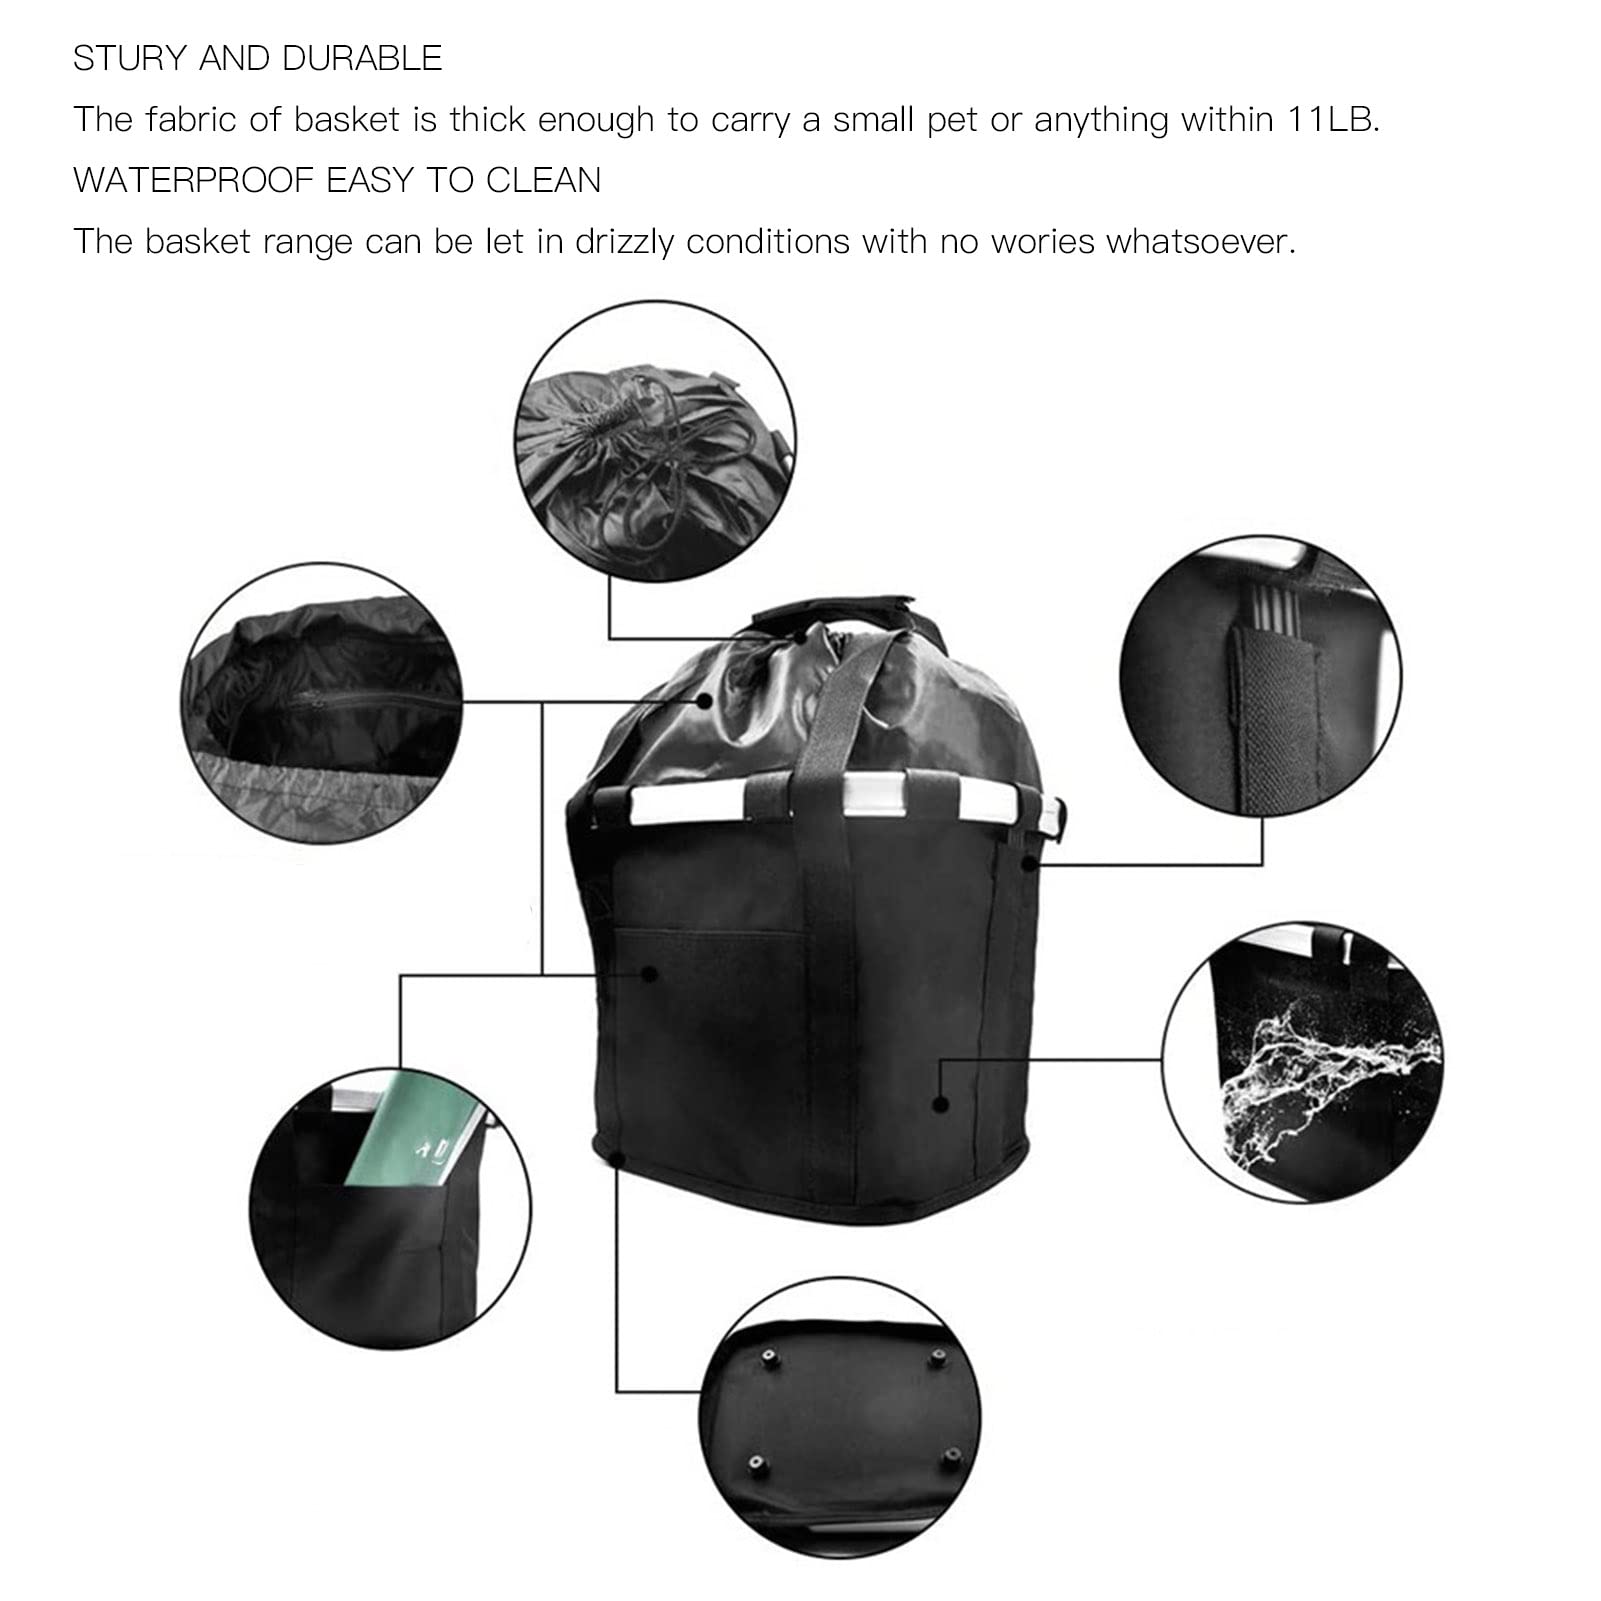 STURY AND DURABLE
The fabric of basket is thick enough to carry a small pet or anything within 11LB.
WATERPROOF EASY TO CLEAN
The basket range can be let in drizzly conditions with no wories whatsoever.